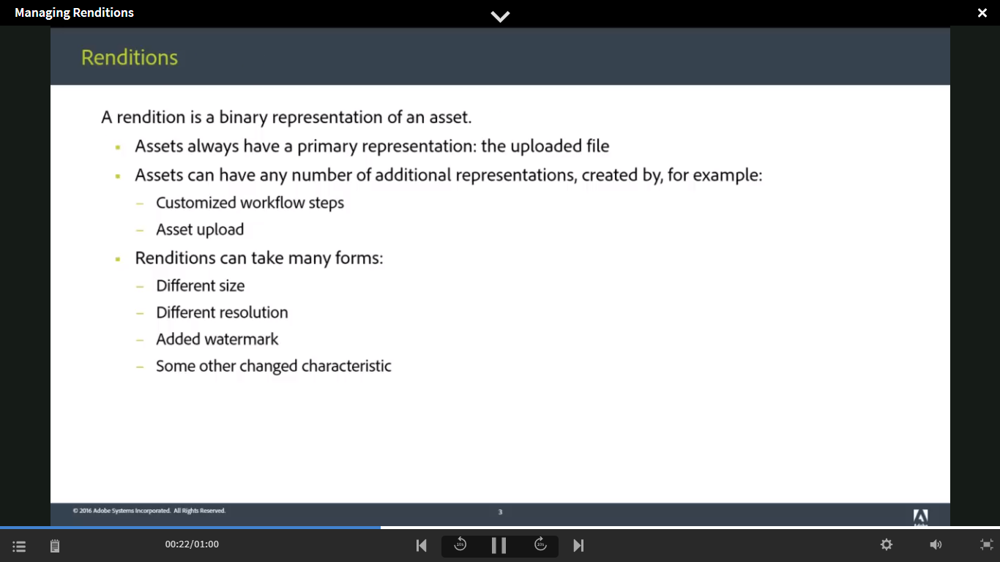 Managing Renditions
Renditions
A rendition is a binary representation of an asset.
Assets always have a primary representation: the uploaded file
Assets can have any number of additional representations, created by, for example:
– Customized workflow steps
– Asset upload
Renditions can take many forms:
– Different size
– Different resolution
– Added watermark
– Some other changed characteristic
© 2016 Adobe Systems Incorporated. All Rights Reserved.
3
Adobe
00:22/01:00
10s
10s